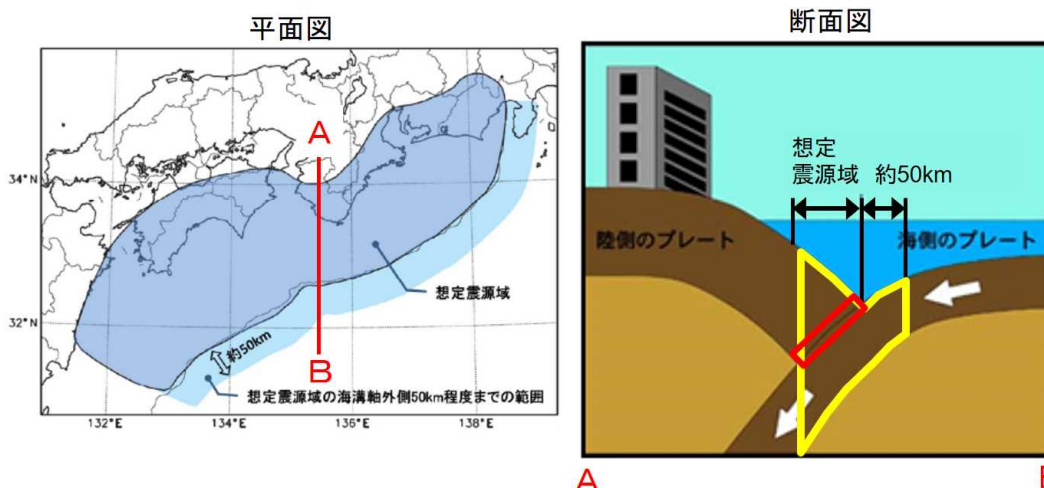 平面図
A
34°N
32°N
B
約50km
想定震源域
想定震源域の海溝軸外側50km程度までの範囲
132°E
134°E
136°E
138°E
断面図
想定
震源域
約50km
陸側のプレート
海側のプレート
A